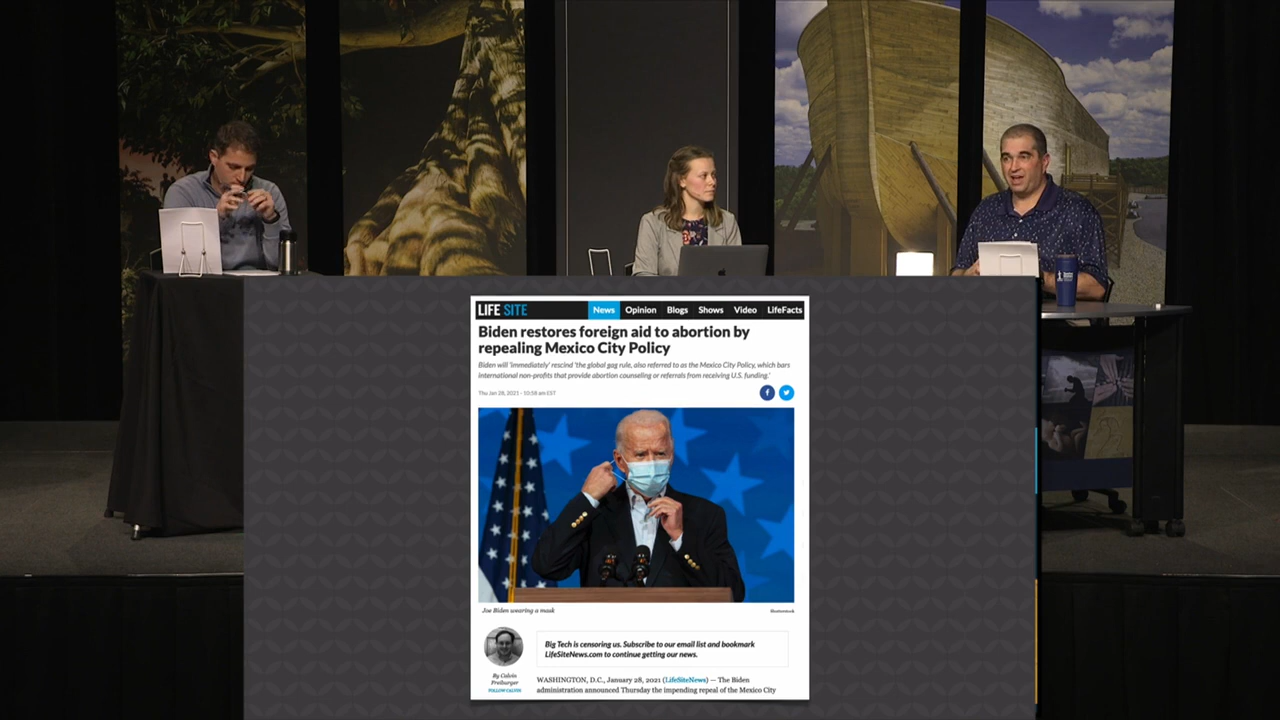 LIFE SITE
News Opinion Blogs Shows Video LifeFacts
Biden restores foreign aid to abortion by
repealing Mexico City Policy
Biden will 'immediately' rescind 'the global gag rule, also referred to as the Mexico City Policy, which bars
international non-profits that provide abortion counseling or referrals from receiving U.S. funding.'
Thu Jan 28, 2021 - 10:58 am EST
Joe Biden wearing a mask
Shutterstock
Big Tech is censoring us. Subscribe to our email list and bookmark
LifeSiteNews.com to continue getting our news.
By Calvin
Freiburger
FOLLOW CALVIN
WASHINGTON, D.C., January 28, 2021 (LifeSiteNews) — The Biden
administration announced Thursday the impending repeal of the Mexico City